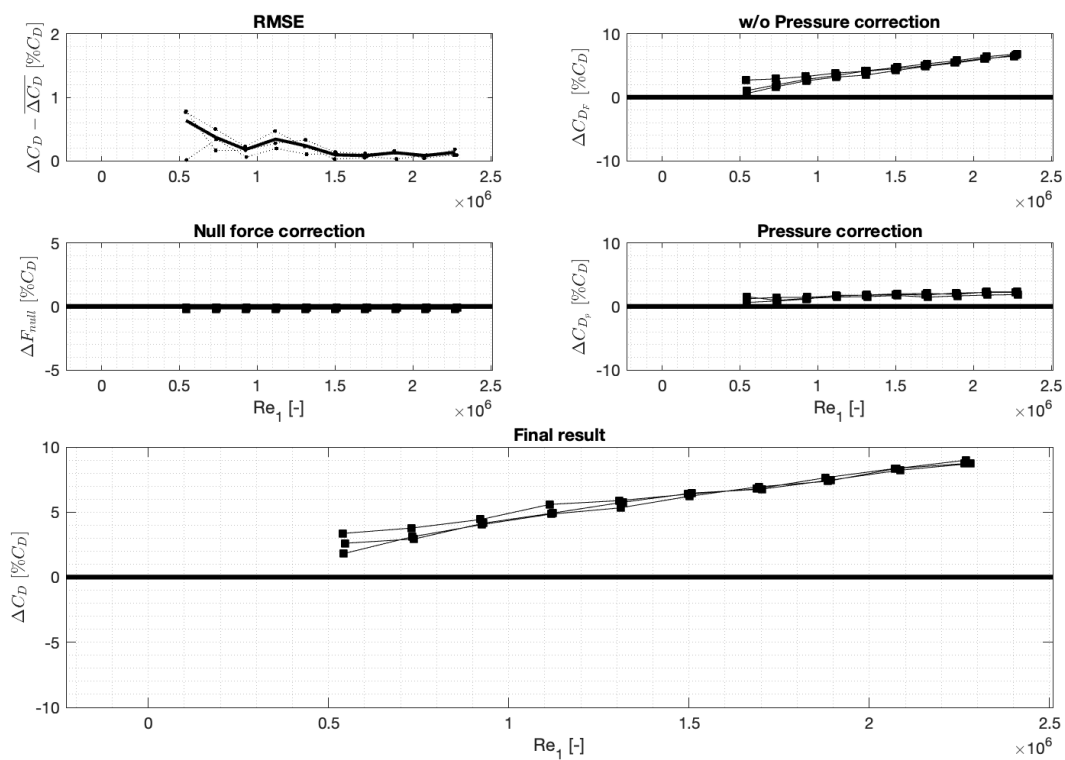 RMSE
w/o Pressure correction
ΔC_D − \overline{ΔC_D} [%C_D]
2
1
0
0 0.5 1 1.5 2 2.5
×10^6
ΔC_{D_F} [%C_D]
10
0
-10
0 0.5 1 1.5 2 2.5
×10^6
Null force correction
Pressure correction
ΔF_{null} [%C_D]
5
0
-5
0 0.5 1 1.5 2 2.5
Re_1 [-]
×10^6
ΔC_{D_p} [%C_D]
10
0
-10
0 0.5 1 1.5 2 2.5
Re_1 [-]
×10^6
Final result
ΔC_D [%C_D]
10
5
0
-5
-10
0 0.5 1 1.5 2 2.5
Re_1 [-]
×10^6